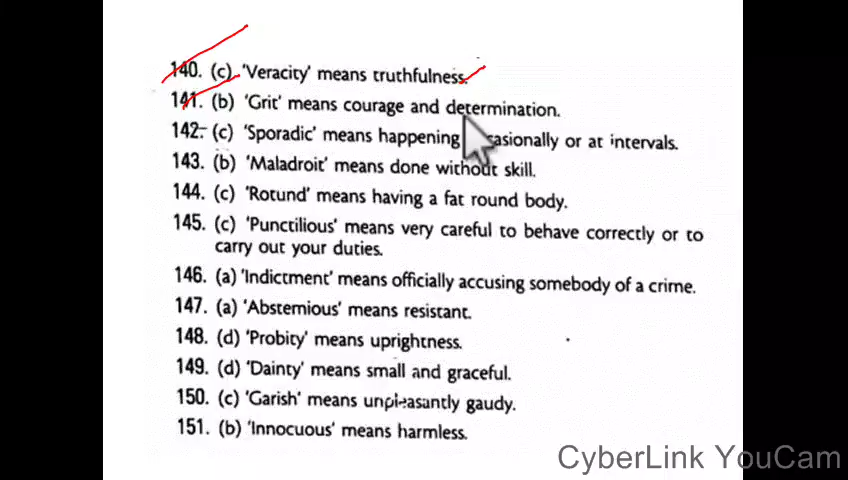 140. (c) 'Veracity' means truthfulness.
141. (b) 'Grit' means courage and determination.
142. (c) 'Sporadic' means happening occasionally or at intervals.
143. (b) 'Maladroit' means done without skill.
144. (c) 'Rotund' means having a fat round body.
145. (c) 'Punctilious' means very careful to behave correctly or to
carry out your duties.
146. (a) 'Indictment' means officially accusing somebody of a crime.
147. (a) 'Abstemious' means resistant.
148. (d) 'Probity' means uprightness.
149. (d) 'Dainty' means small and graceful.
150. (c) 'Garish' means unpleasantly gaudy.
151. (b) 'Innocuous' means harmless.
CyberLink YouCam